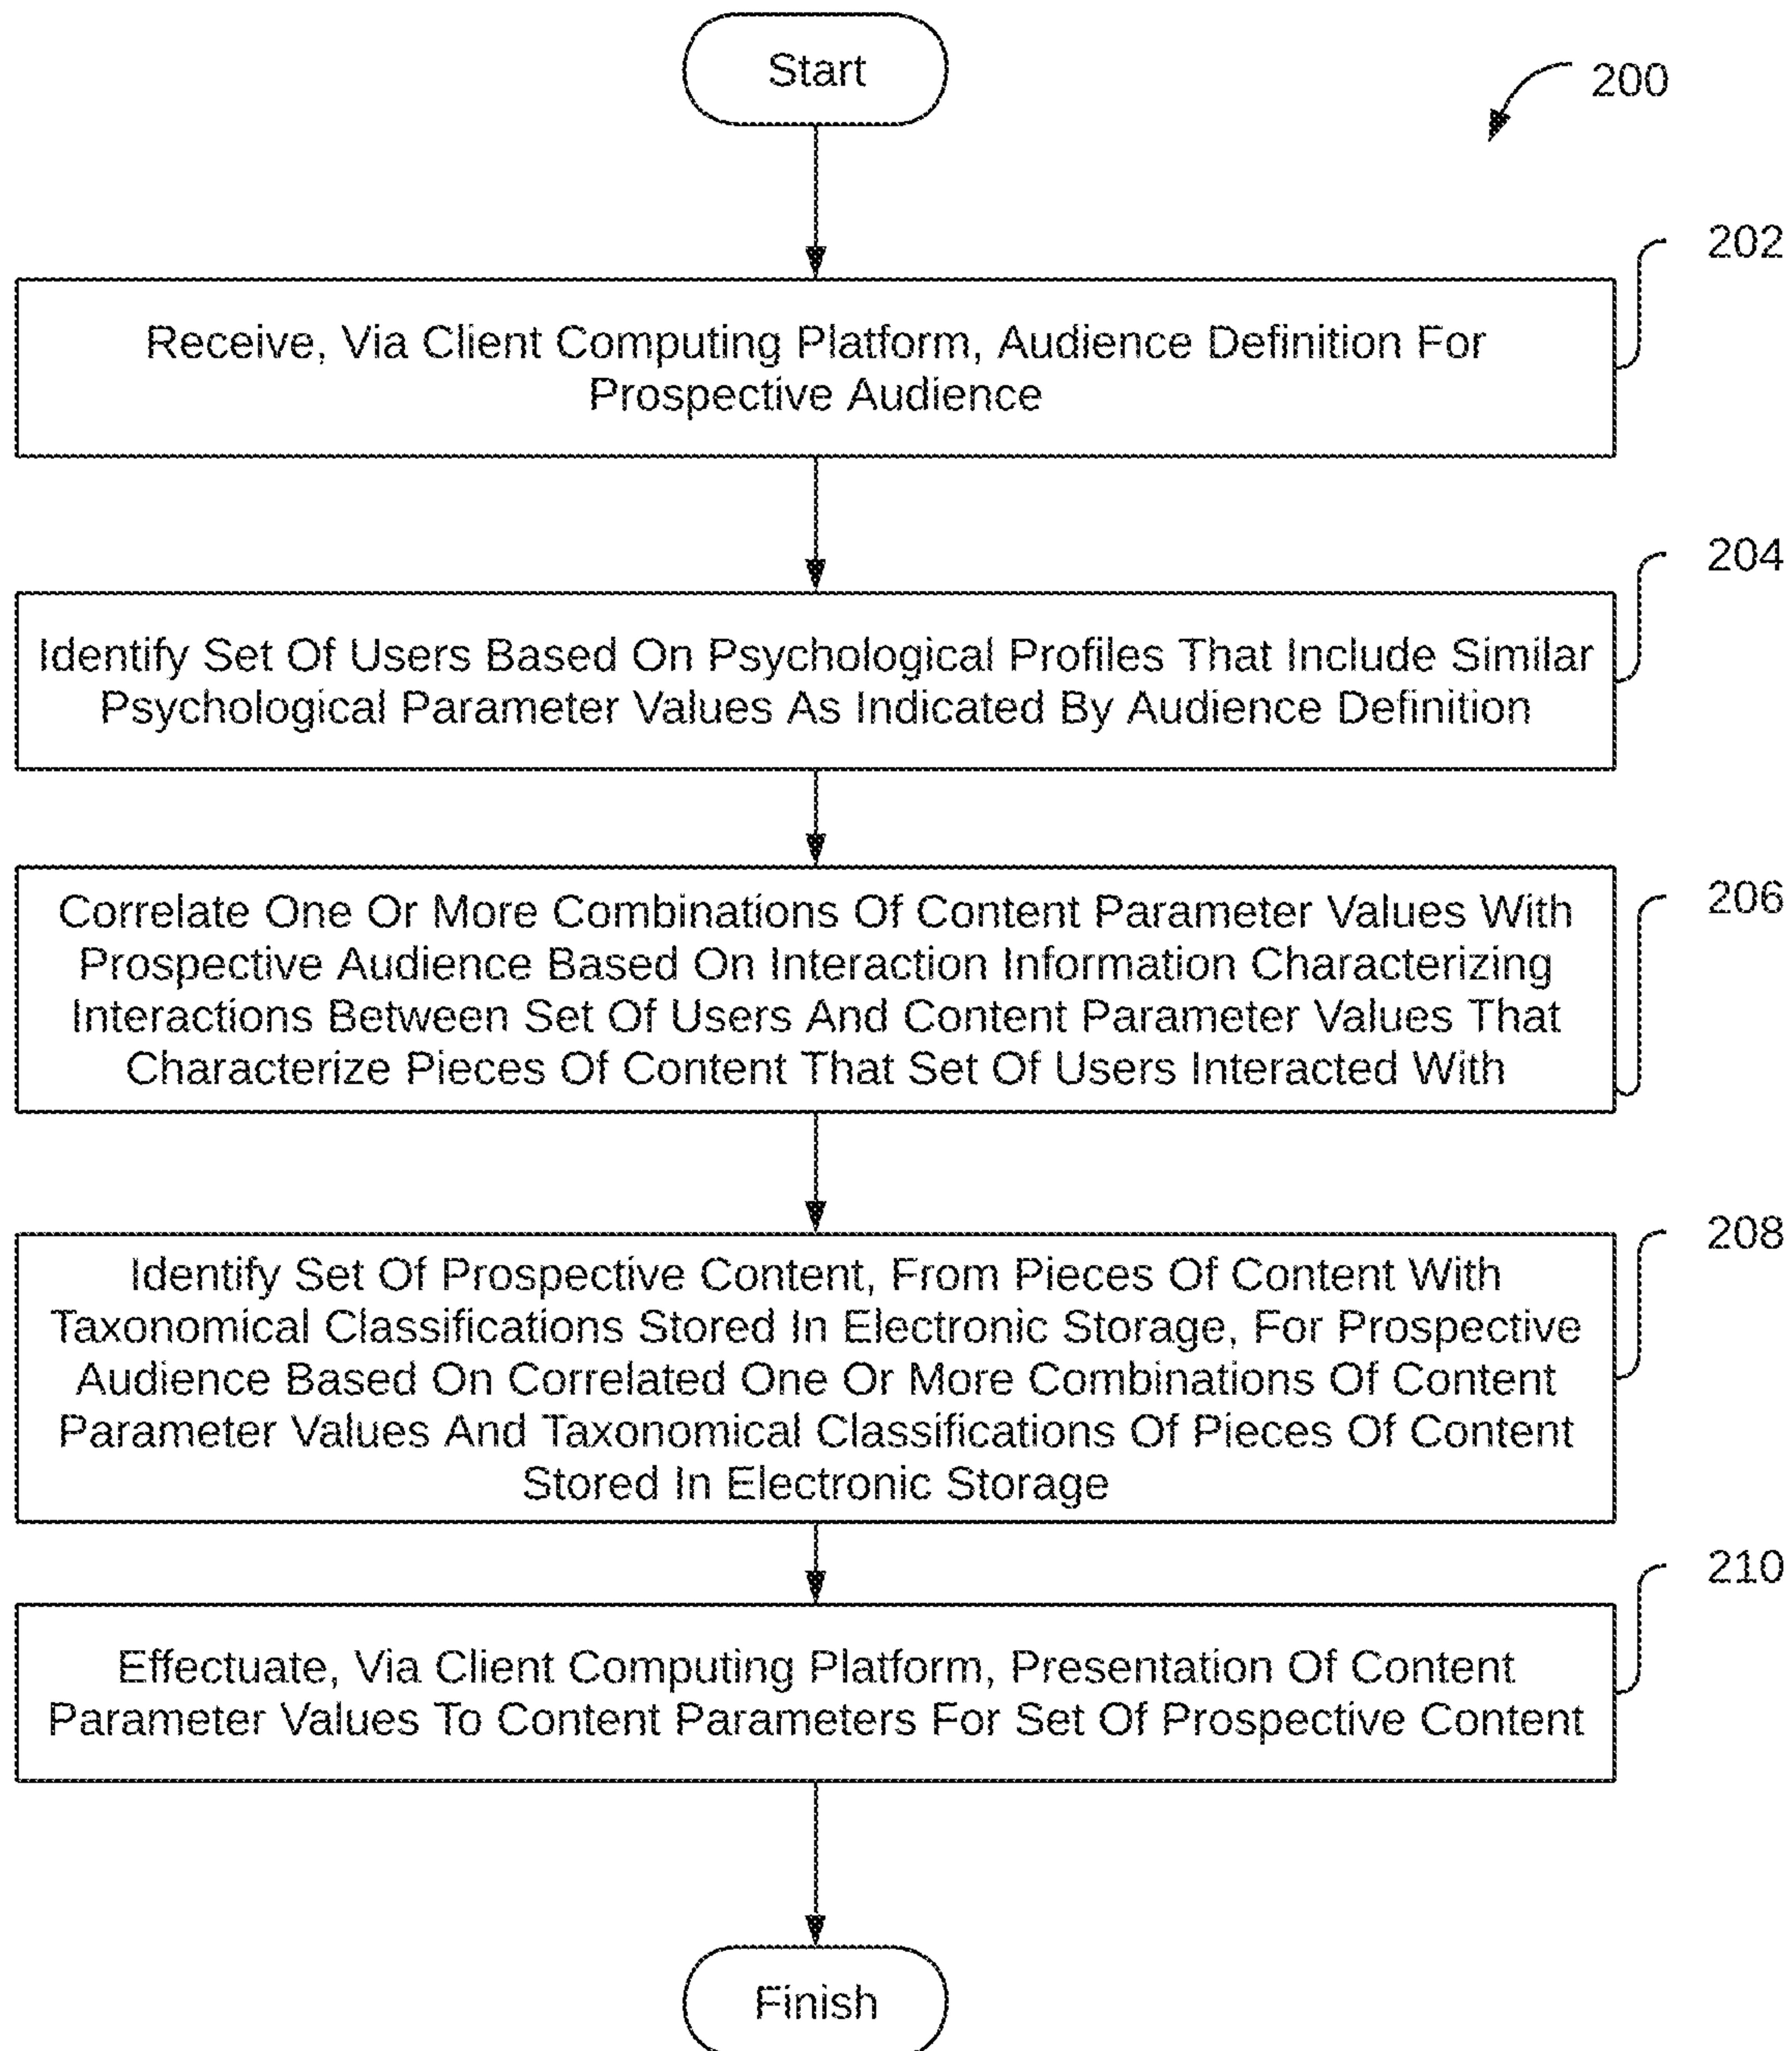 Start
200
202
Receive, Via Client Computing Platform, Audience Definition For
Prospective Audience
204
Identify Set Of Users Based On Psychological Profiles That Include Similar
Psychological Parameter Values As Indicated By Audience Definition
206
Correlate One Or More Combinations Of Content Parameter Values With
Prospective Audience Based On Interaction Information Characterizing
Interactions Between Set Of Users And Content Parameter Values That
Characterize Pieces Of Content That Set Of Users Interacted With
208
Identify Set Of Prospective Content, From Pieces Of Content With
Taxonomical Classifications Stored In Electronic Storage, For Prospective
Audience Based On Correlated One Or More Combinations Of Content
Parameter Values And Taxonomical Classifications Of Pieces Of Content
Stored In Electronic Storage
210
Effectuate, Via Client Computing Platform, Presentation Of Content
Parameter Values To Content Parameters For Set Of Prospective Content
Finish